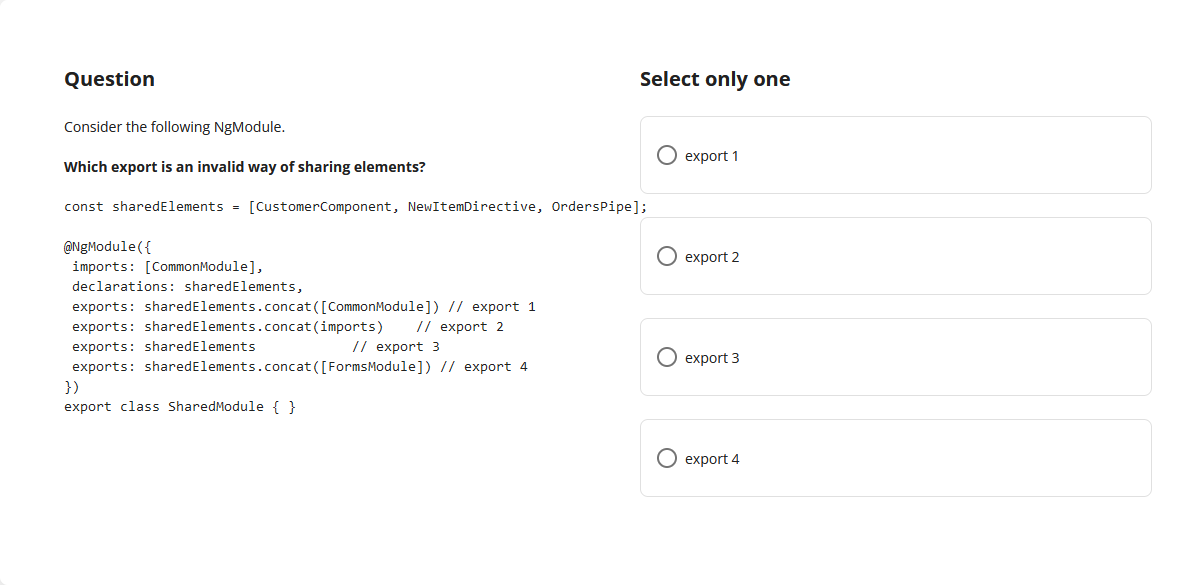 Question
Consider the following NgModule.
Which export is an invalid way of sharing elements?
const sharedElements = [CustomerComponent, NewItemDirective, OrdersPipe];
@NgModule({
 imports: [CommonModule],
 declarations: sharedElements,
 exports: sharedElements.concat([CommonModule]) // export 1
 exports: sharedElements.concat(imports)    // export 2
 exports: sharedElements            // export 3
 exports: sharedElements.concat([FormsModule]) // export 4
})
export class SharedModule { }
Select only one
export 1
export 2
export 3
export 4